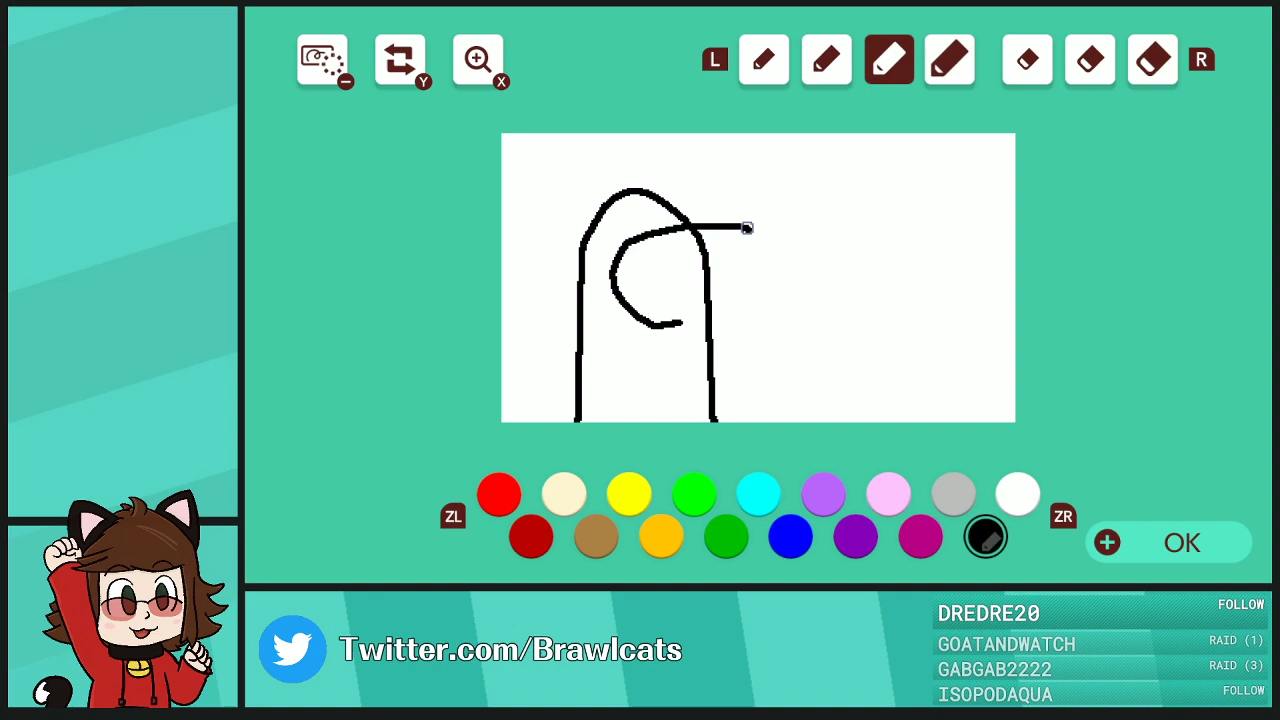 L
R
Y
X
ZL
ZR
OK
Twitter.com/Brawlcats
DREDRE20 FOLLOW
GOATANDWATCH RAID (1)
GABGAB2222 RAID (3)
ISOPODAQUA FOLLOW